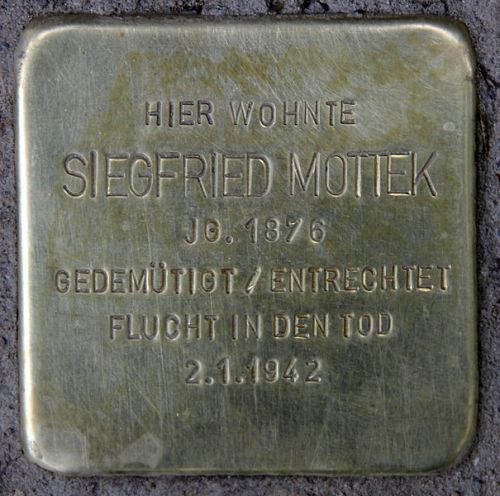 HIER WOHNTE
SIEGFRIED MOTTEK
JG. 1876
GEDEMÜTIGT / ENTRECHTET
FLUCHT IN DEN TOD
2.1.1942